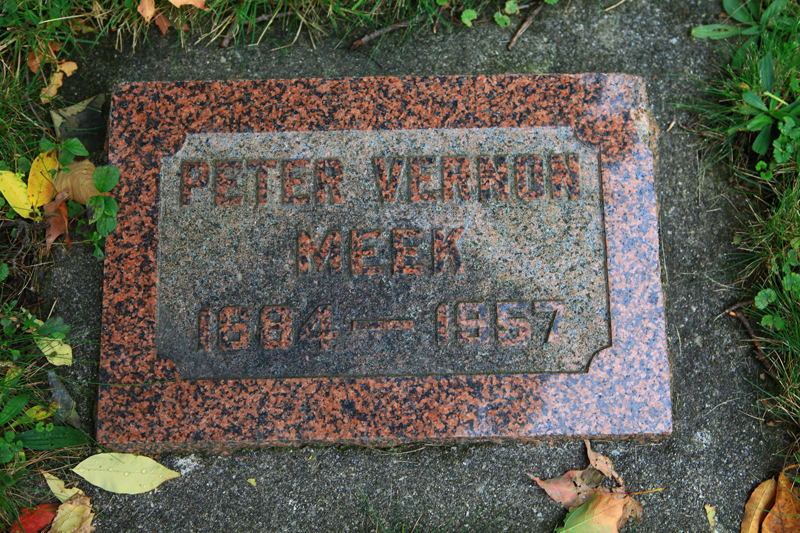 PETER VERNON
MEEK
1884 — 1957